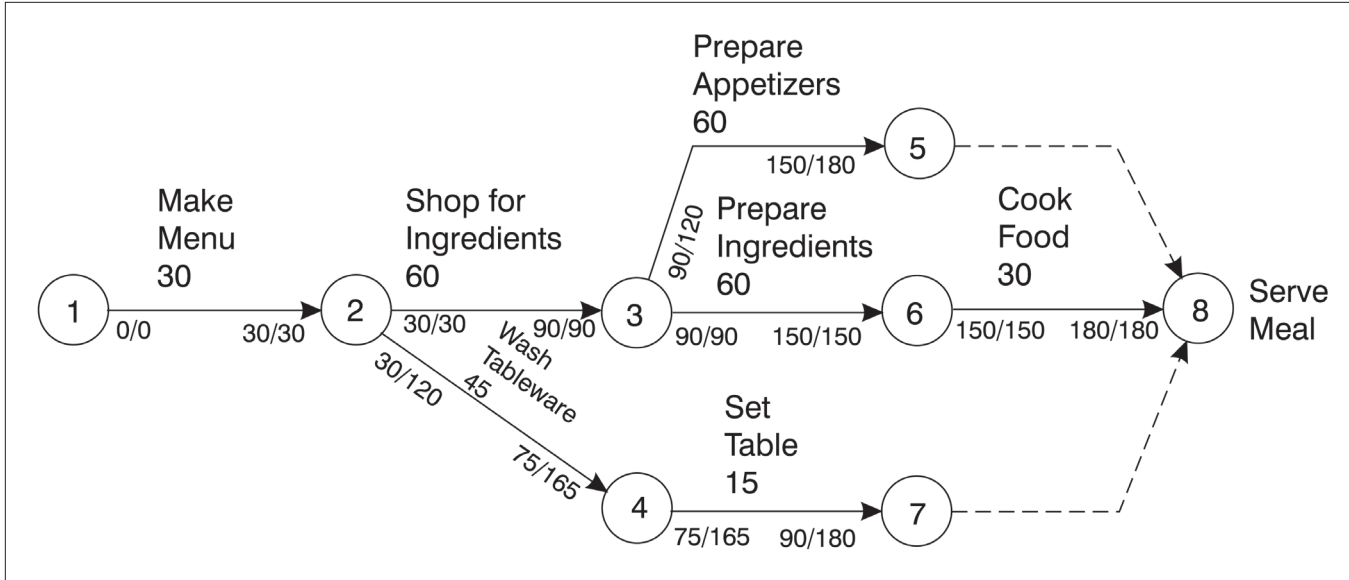 Prepare
Appetizers
60
5
150/180
Make
Menu
30
Shop for
Ingredients
60
90/120
Prepare
Ingredients
60
Cook
Food
30
1
0/0
30/30
2
30/30
90/90
3
90/90
150/150
6
150/150
180/180
8
Serve
Meal
Wash
Tableware
45
30/120
75/165
Set
Table
15
4
75/165
90/180
7